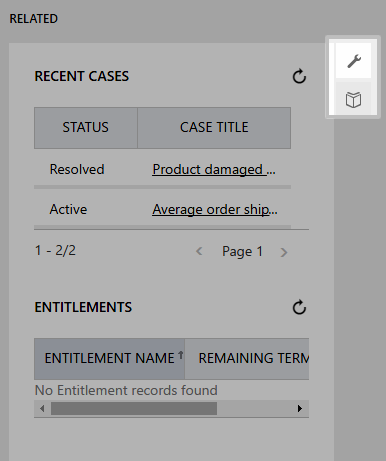 RELATED
RECENT CASES
STATUS CASE TITLE
Resolved Product damaged ...
Active Average order ship...
1 - 2/2 Page 1
ENTITLEMENTS
ENTITLEMENT NAME REMAINING TERM
No Entitlement records found